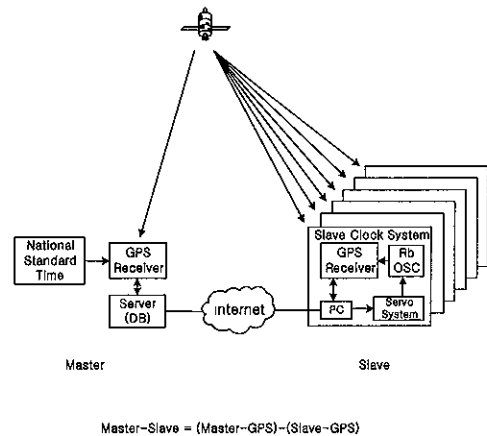 National
Standard
Time
GPS
Receiver
Server
(DB)
Internet
Slave Clock System
GPS
Receiver
Rb
OSC
PC
Servo
System
Master
Slave
Master-Slave = (Master-GPS)-(Slave-GPS)